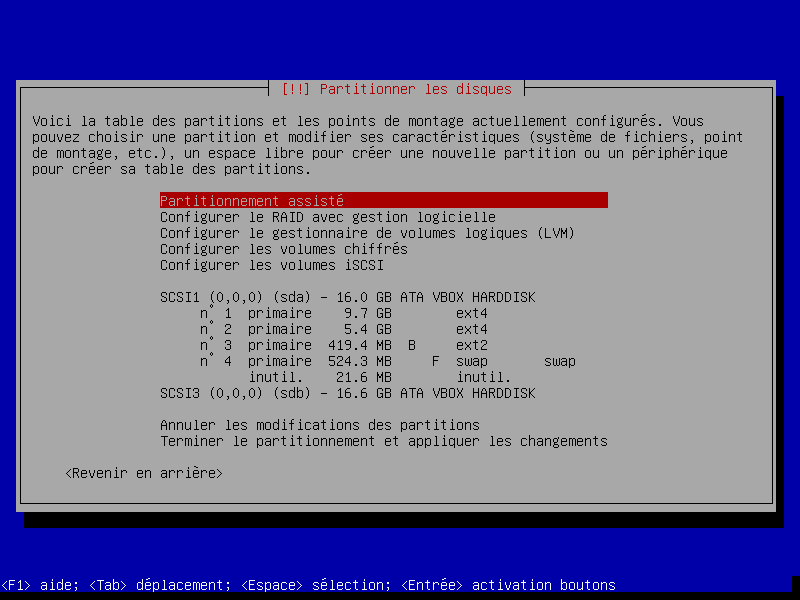 [!!] Partitionner les disques
Voici la table des partitions et les points de montage actuellement configurés. Vous
pouvez choisir une partition et modifier ses caractéristiques (système de fichiers, point
de montage, etc.), un espace libre pour créer une nouvelle partition ou un périphérique
pour créer sa table des partitions.
Partitionnement assisté
Configurer le RAID avec gestion logicielle
Configurer le gestionnaire de volumes logiques (LVM)
Configurer les volumes chiffrés
Configurer les volumes iSCSI
SCSI1 (0,0,0) (sda) - 16.0 GB ATA VBOX HARDDISK
n° 1 primaire 9.7 GB ext4
n° 2 primaire 5.4 GB ext4
n° 3 primaire 419.4 MB B ext2
n° 4 primaire 524.3 MB F swap swap
inutil. 21.6 MB inutil.
SCSI3 (0,0,0) (sdb) - 16.6 GB ATA VBOX HARDDISK
Annuler les modifications des partitions
Terminer le partitionnement et appliquer les changements
<Revenir en arrière>
<F1> aide; <Tab> déplacement; <Espace> sélection; <Entrée> activation boutons